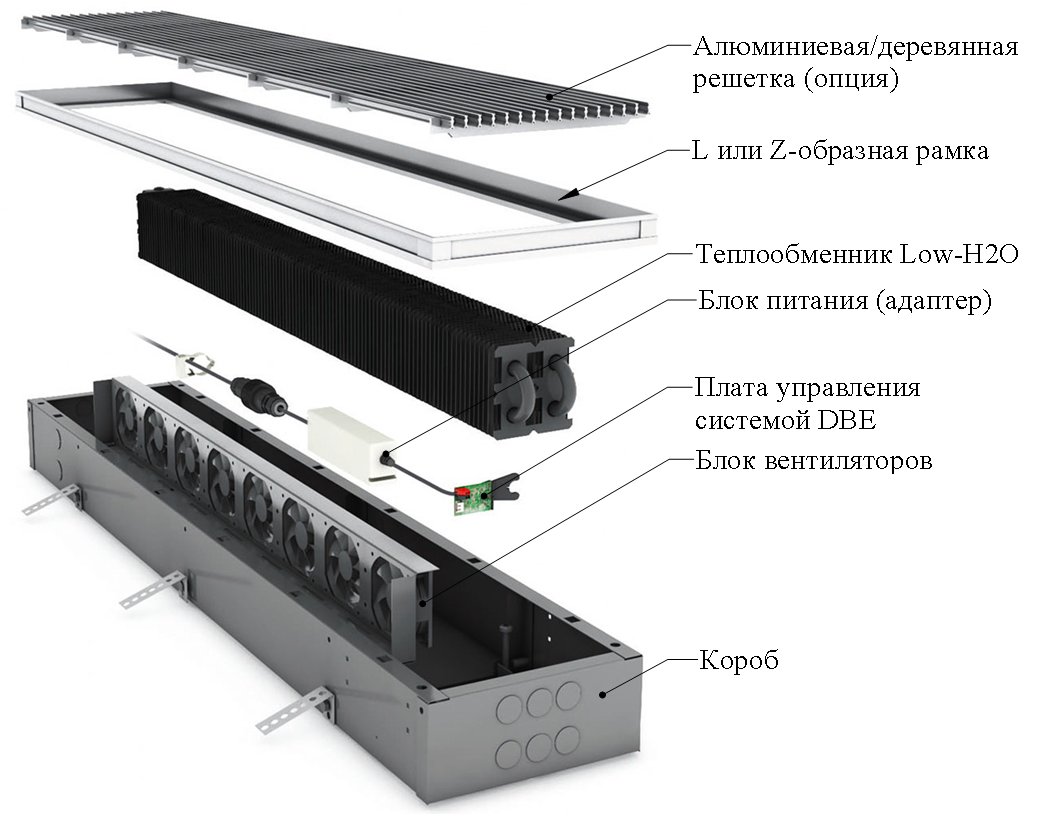 Алюминиевая/деревянная
решетка (опция)
L или Z-образная рамка
Теплообменник Low-H2O
Блок питания (адаптер)
Плата управления
системой DBE
Блок вентиляторов
Короб